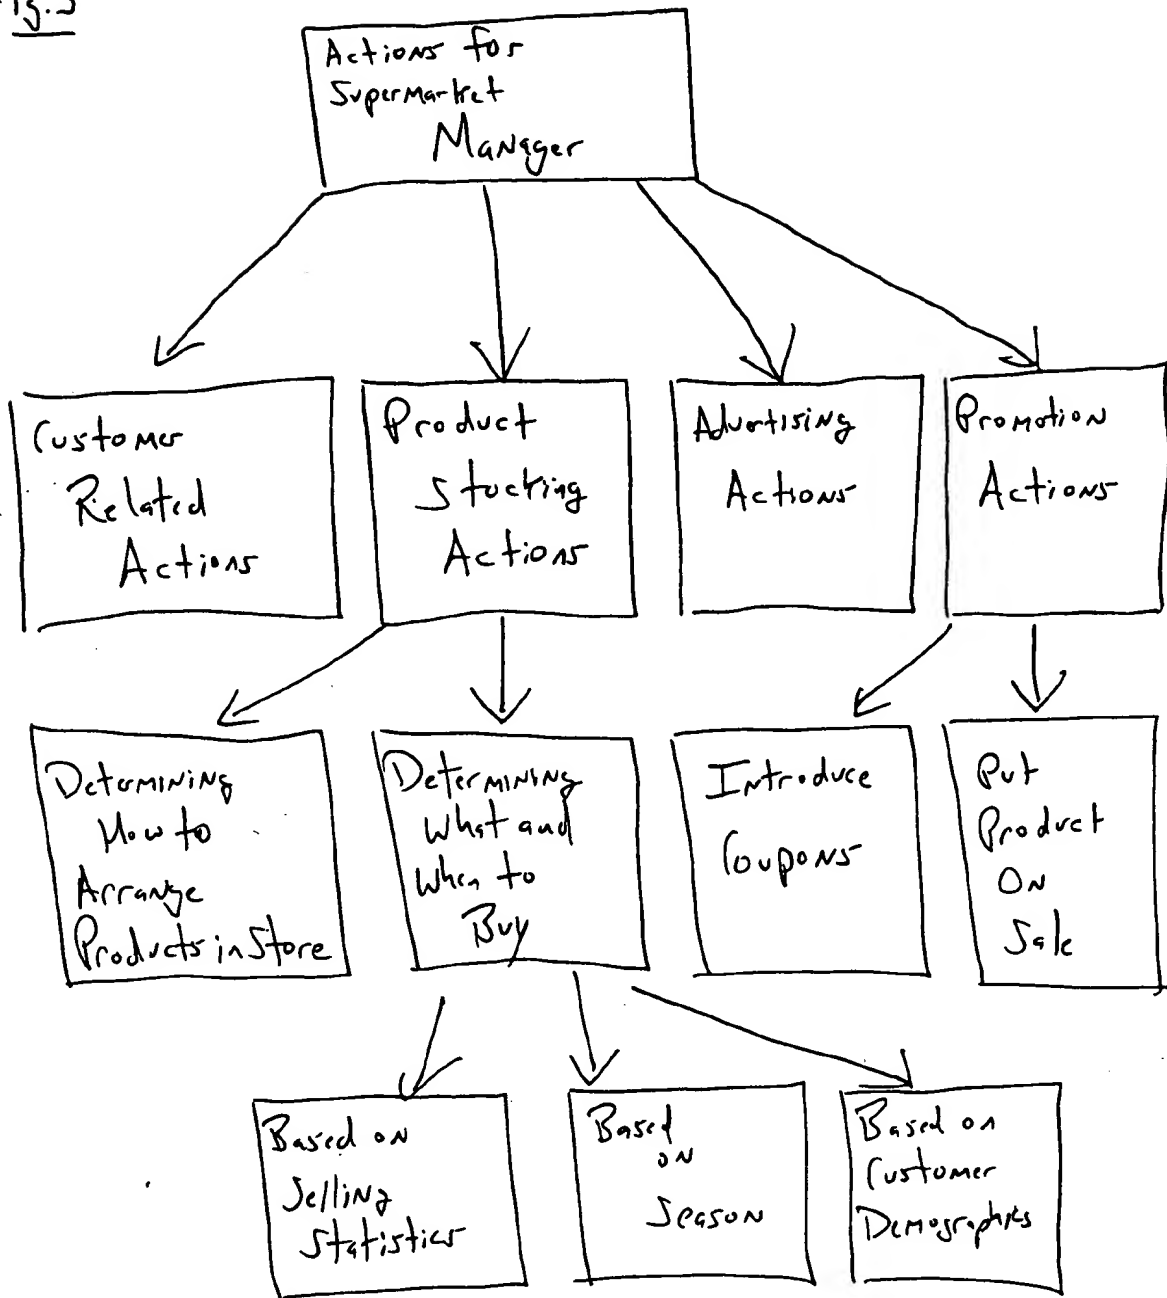 Actions for
Supermarket
Manager
Customer
Related
Actions
Product
Stocking
Actions
Advertising
Actions
Promotion
Actions
Determining
How to
Arrange
Products in Store
Determining
What and
When to
Buy
Introduce
Coupons
Put
Product
On
Sale
Based on
Selling
Statistics
Based
on
Season
Based on
Customer
Demographics